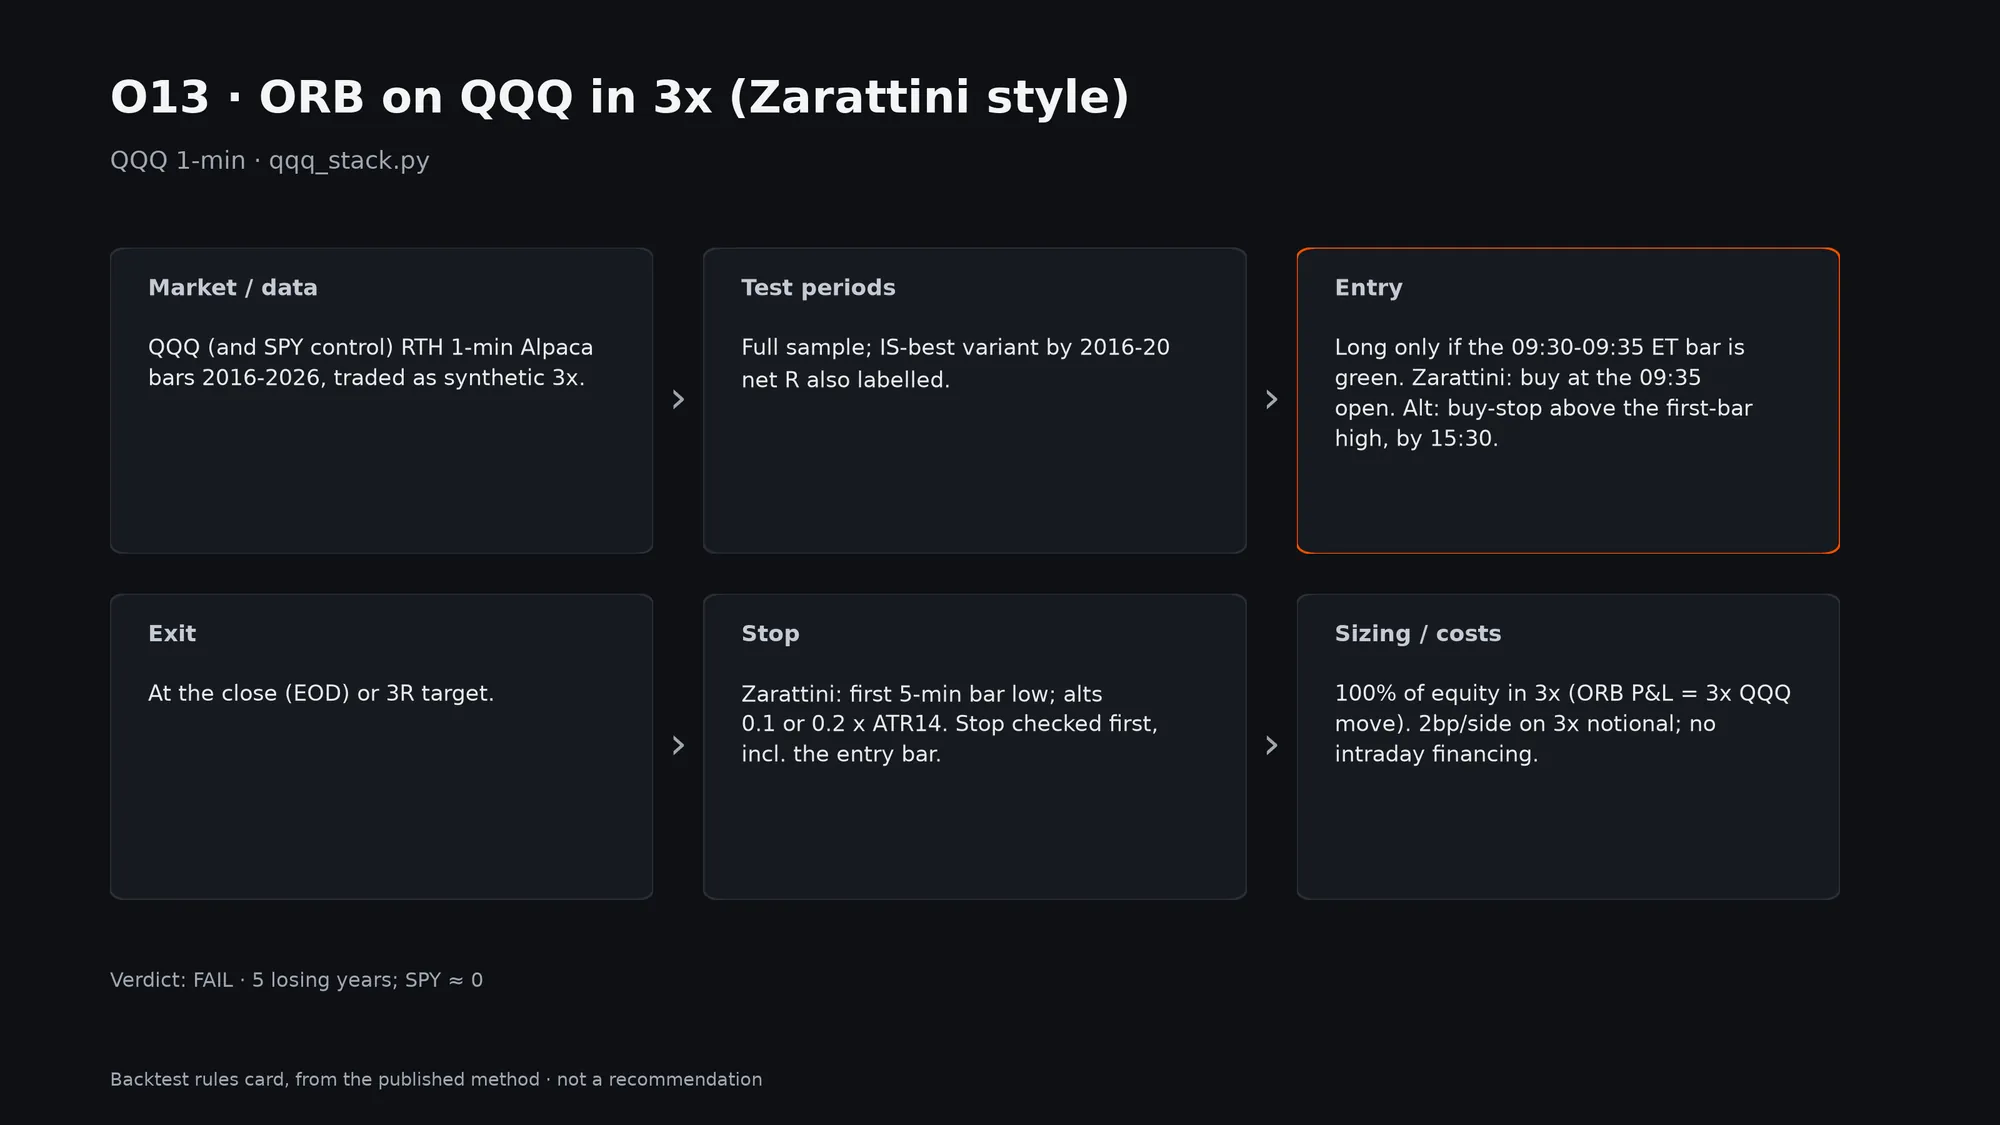 O13 · ORB on QQQ in 3x (Zarattini style)
QQQ 1-min · qqq_stack.py
Market / data
QQQ (and SPY control) RTH 1-min Alpaca
bars 2016-2026, traded as synthetic 3x.
›
Test periods
Full sample; IS-best variant by 2016-20
net R also labelled.
›
Entry
Long only if the 09:30-09:35 ET bar is
green. Zarattini: buy at the 09:35
open. Alt: buy-stop above the first-bar
high, by 15:30.
Exit
At the close (EOD) or 3R target.
›
Stop
Zarattini: first 5-min bar low; alts
0.1 or 0.2 x ATR14. Stop checked first,
incl. the entry bar.
›
Sizing / costs
100% of equity in 3x (ORB P&L = 3x QQQ
move). 2bp/side on 3x notional; no
intraday financing.
Verdict: FAIL · 5 losing years; SPY ≈ 0
Backtest rules card, from the published method · not a recommendation